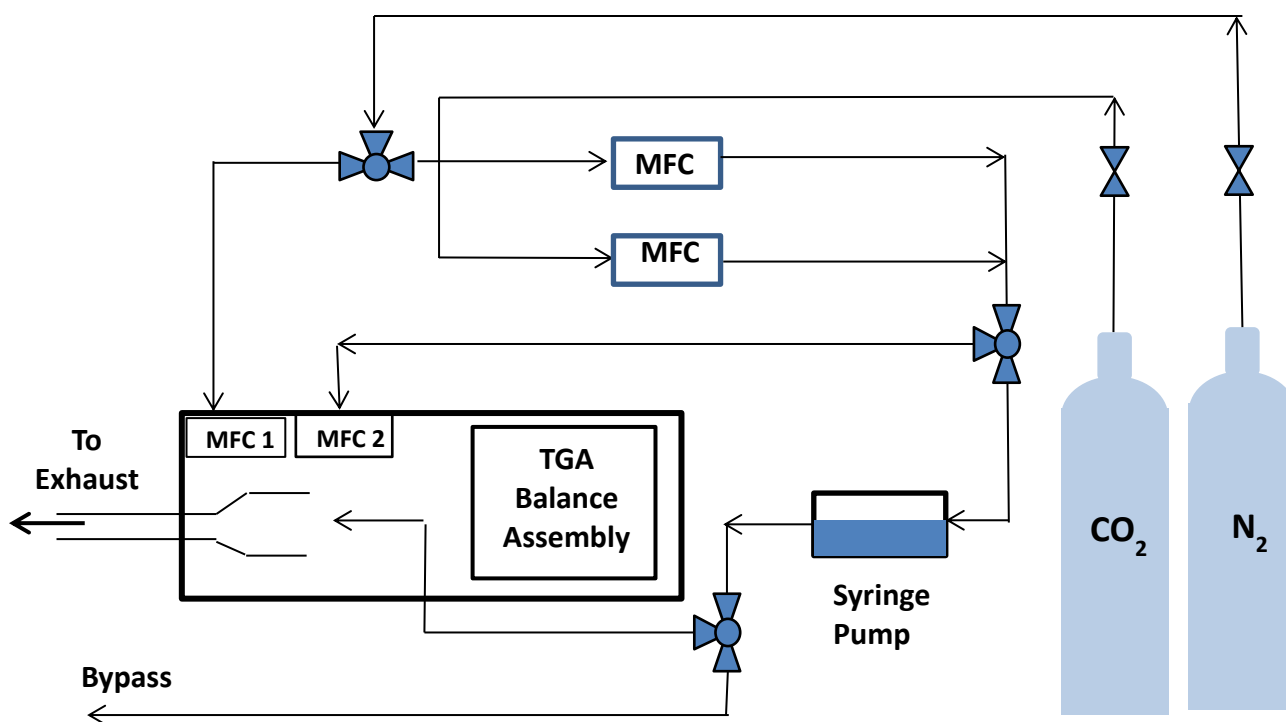 MFC
MFC
MFC 1
MFC 2
TGA
Balance
Assembly
To
Exhaust
CO₂
N₂
Syringe
Pump
Bypass